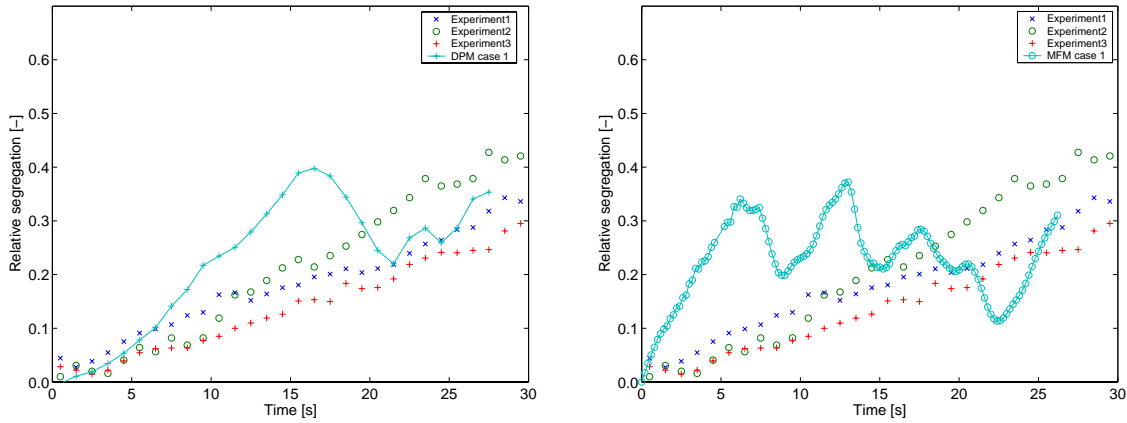 Experiment1
Experiment2
Experiment3
DPM case 1
Relative segregation [−]
0.6
0.5
0.4
0.3
0.2
0.1
0.0
0 5 10 15 20 25 30
Time [s]
Experiment1
Experiment2
Experiment3
MFM case 1
Relative segregation [−]
0.6
0.5
0.4
0.3
0.2
0.1
0.0
0 5 10 15 20 25 30
Time [s]